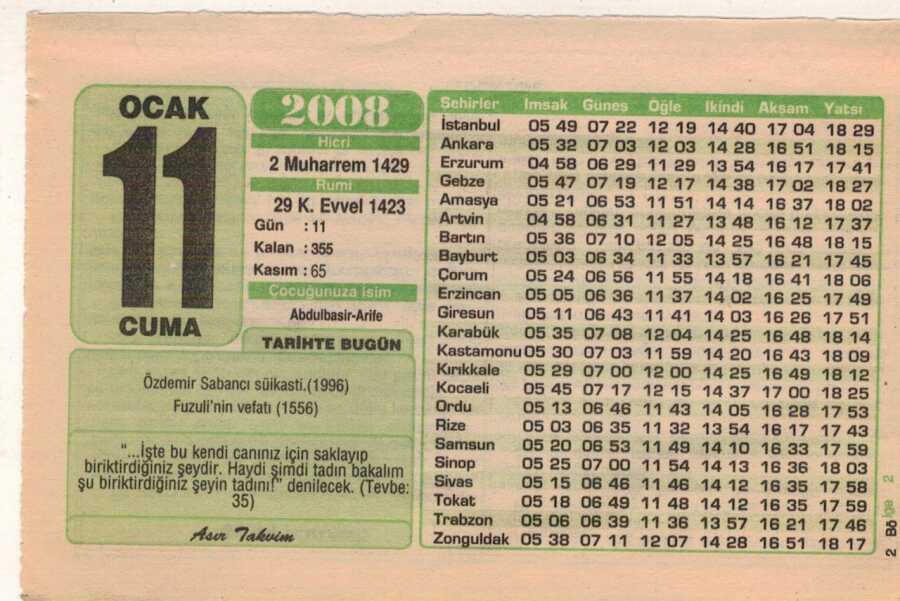 OCAK
11
CUMA
2008
Hicri
2 Muharrem 1429
Rumi
29 K. Evvel 1423
Gün : 11
Kalan : 355
Kasım : 65
Çocuğunuza isim
Abdulbasir-Arife
TARİHTE BUGÜN
Özdemir Sabancı süikasti.(1996)
Fuzuli'nin vefatı (1556)
"...İşte bu kendi canınız için saklayıp
biriktirdiğiniz şeydir. Haydi şimdi tadın bakalım
şu biriktirdiğiniz şeyin tadını!" denilecek. (Tevbe:
35)
Asır Takvim
Şehirler İmsak Güneş Öğle İkindi Akşam Yatsı
İstanbul 05 49 07 22 12 19 14 40 17 04 18 29
Ankara 05 32 07 03 12 03 14 28 16 51 18 15
Erzurum 04 58 06 29 11 29 13 54 16 17 17 41
Gebze 05 47 07 19 12 17 14 38 17 02 18 27
Amasya 05 21 06 53 11 51 14 14 16 37 18 02
Artvin 04 58 06 31 11 27 13 48 16 12 17 37
Bartın 05 36 07 10 12 05 14 25 16 48 18 15
Bayburt 05 03 06 34 11 33 13 57 16 21 17 45
Çorum 05 24 06 56 11 55 14 18 16 41 18 06
Erzincan 05 05 06 36 11 37 14 02 16 25 17 49
Giresun 05 11 06 43 11 41 14 03 16 26 17 51
Karabük 05 35 07 08 12 04 14 25 16 48 18 14
Kastamonu 05 30 07 03 11 59 14 20 16 43 18 09
Kırıkkale 05 29 07 00 12 00 14 25 16 49 18 12
Kocaeli 05 45 07 17 12 15 14 37 17 00 18 25
Ordu 05 13 06 46 11 43 14 05 16 28 17 53
Rize 05 03 06 35 11 32 13 54 16 17 17 43
Samsun 05 20 06 53 11 49 14 10 16 33 17 59
Sinop 05 25 07 00 11 54 14 13 16 36 18 03
Sivas 05 15 06 46 11 46 14 12 16 35 17 58
Tokat 05 18 06 49 11 48 14 12 16 35 17 59
Trabzon 05 06 06 39 11 36 13 57 16 21 17 46
Zonguldak 05 38 07 11 12 07 14 28 16 51 18 17
2 Bölge 2